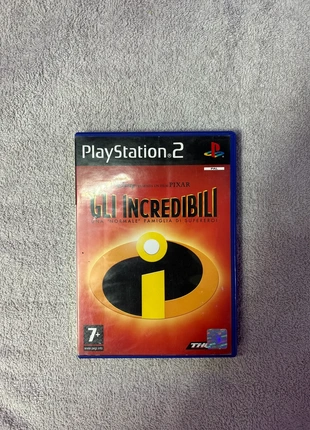 PlayStation.2
PIXAR
GLI INCREDIBILI
UNA "NORMALE" FAMIGLIA DI SUPEREROI
i
7+
THQ